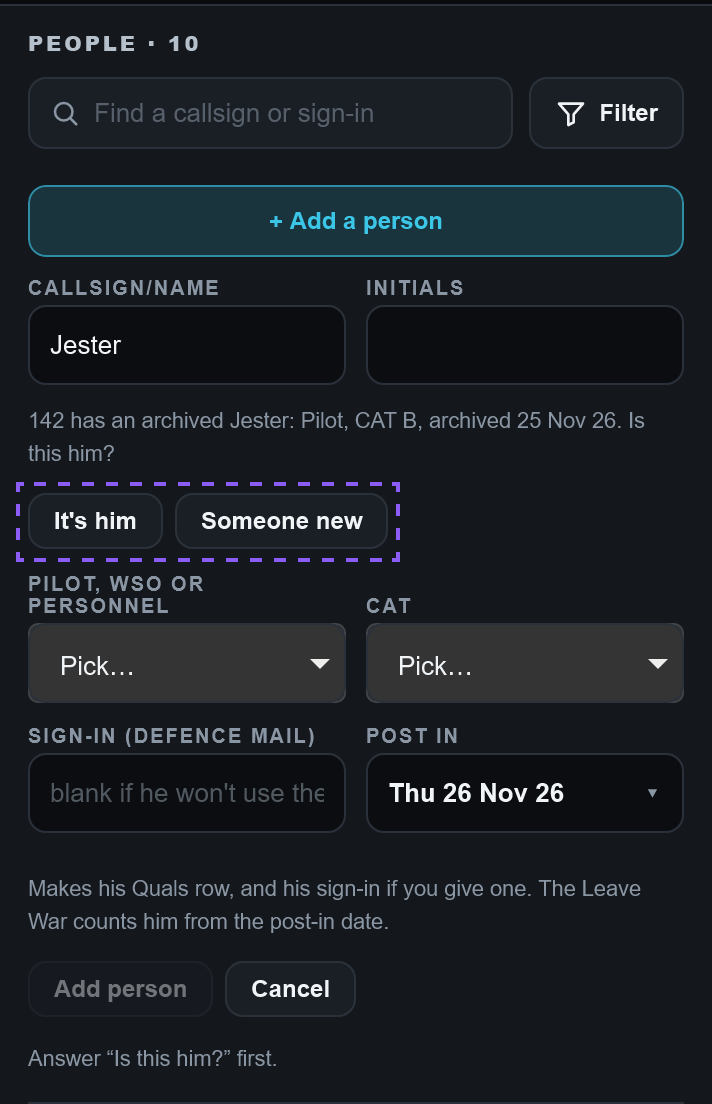 PEOPLE · 10
Find a callsign or sign-in
Filter
+ Add a person
CALLSIGN/NAME
INITIALS
Jester
142 has an archived Jester: Pilot, CAT B, archived 25 Nov 26. Is
this him?
It's him
Someone new
PILOT, WSO OR
PERSONNEL
CAT
Pick...
Pick...
SIGN-IN (DEFENCE MAIL)
POST IN
blank if he won't use the
Thu 26 Nov 26
Makes his Quals row, and his sign-in if you give one. The Leave
War counts him from the post-in date.
Add person
Cancel
Answer “Is this him?” first.